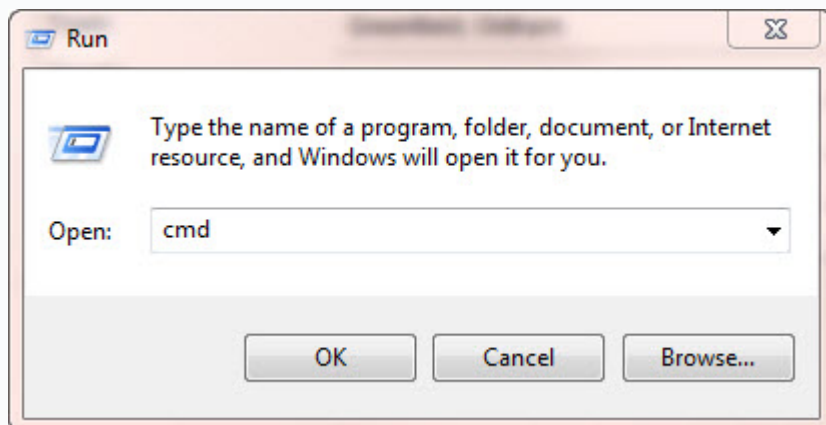 Run
Type the name of a program, folder, document, or Internet
resource, and Windows will open it for you.
Open: cmd
OK Cancel Browse...